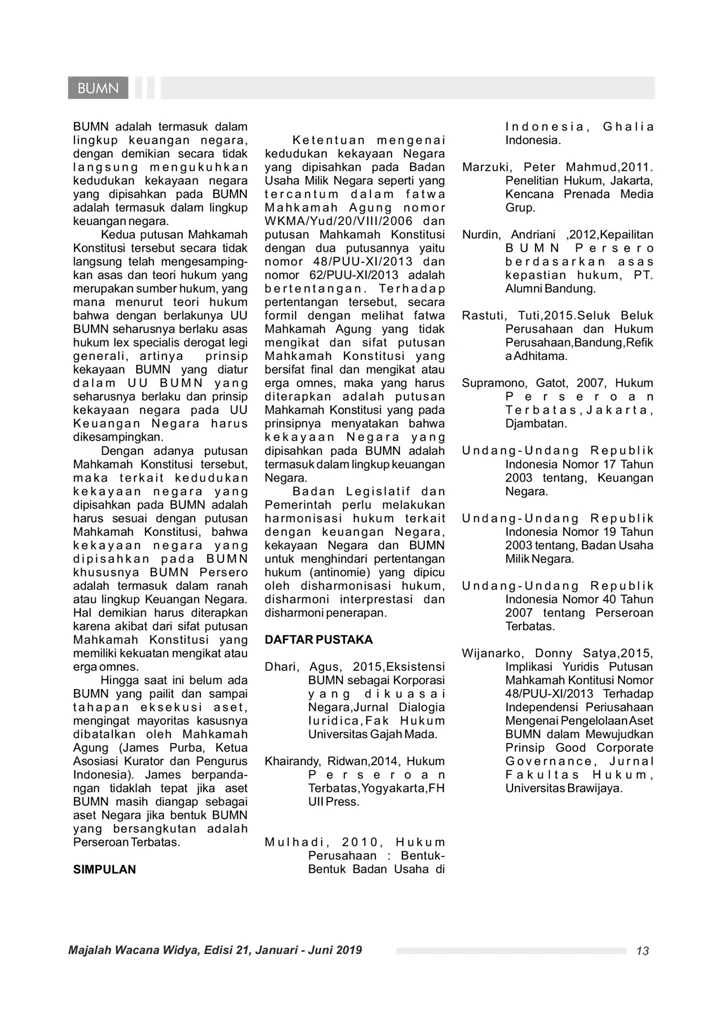 BUMN
BUMN adalah termasuk dalam
lingkup keuangan negara,
dengan demikian secara tidak
langsung mengukuhkan
kedudukan kekayaan negara
yang dipisahkan pada BUMN
adalah termasuk dalam lingkup
keuangan negara.
Kedua putusan Mahkamah
Konstitusi tersebut secara tidak
langsung telah mengesamping-
kan asas dan teori hukum yang
merupakan sumber hukum, yang
mana menurut teori hukum
bahwa dengan berlakunya UU
BUMN seharusnya berlaku asas
hukum lex specialis derogat legi
generali, artinya prinsip
kekayaan BUMN yang diatur
dalam UU BUMN yang
seharusnya berlaku dan prinsip
kekayaan negara pada UU
Keuangan Negara harus
dikesampingkan.
Dengan adanya putusan
Mahkamah Konstitusi tersebut,
maka terkait kedudukan
kekayaan negara yang
dipisahkan pada BUMN adalah
harus sesuai dengan putusan
Mahkamah Konstitusi, bahwa
kekayaan negara yang
dipisahkan pada BUMN
khususnya BUMN Persero
adalah termasuk dalam ranah
atau lingkup Keuangan Negara.
Hal demikian harus diterapkan
karena akibat dari sifat putusan
Mahkamah Konstitusi yang
memiliki kekuatan mengikat atau
erga omnes.
Hingga saat ini belum ada
BUMN yang pailit dan sampai
tahapan eksekusi aset,
mengingat mayoritas kasusnya
dibatalkan oleh Mahkamah
Agung (James Purba, Ketua
Asosiasi Kurator dan Pengurus
Indonesia). James berpanda-
ngan tidaklah tepat jika aset
BUMN masih diangap sebagai
aset Negara jika bentuk BUMN
yang bersangkutan adalah
Perseroan Terbatas.
SIMPULAN
Ketentuan mengenai
kedudukan kekayaan Negara
yang dipisahkan pada Badan
Usaha Milik Negara seperti yang
tercantum dalam fatwa
Mahkamah Agung nomor
WKMA/Yud/20/VIII/2006 dan
putusan Mahkamah Konstitusi
dengan dua putusannya yaitu
nomor 48/PUU-XI/2013 dan
nomor 62/PUU-XI/2013 adalah
bertentangan. Terhadap
pertentangan tersebut, secara
formil dengan melihat fatwa
Mahkamah Agung yang tidak
mengikat dan sifat putusan
Mahkamah Konstitusi yang
bersifat final dan mengikat atau
erga omnes, maka yang harus
diterapkan adalah putusan
Mahkamah Konstitusi yang pada
prinsipnya menyatakan bahwa
kekayaan Negara yang
dipisahkan pada BUMN adalah
termasuk dalam lingkup keuangan
Negara.
Badan Legislatif dan
Pemerintah perlu melakukan
harmonisasi hukum terkait
dengan keuangan Negara,
kekayaan Negara dan BUMN
untuk menghindari pertentangan
hukum (antinomie) yang dipicu
oleh disharmonisasi hukum,
disharmoni interprestasi dan
disharmoni penerapan.
DAFTAR PUSTAKA
Dhari, Agus, 2015,Eksistensi
BUMN sebagai Korporasi
yang dikuasai
Negara,Jurnal Dialogia
Iuridica,Fak Hukum
Universitas Gajah Mada.
Khairandy, Ridwan,2014, Hukum
Perseroan
Terbatas,Yogyakarta,FH
UII Press.
Mulhadi, 2010, Hukum
Perusahaan : Bentuk-
Bentuk Badan Usaha di
Indonesia, Ghalia
Indonesia.
Marzuki, Peter Mahmud,2011.
Penelitian Hukum, Jakarta,
Kencana Prenada Media
Grup.
Nurdin, Andriani ,2012,Kepailitan
BUMN Persero
berdasarkan asas
kepastian hukum, PT.
Alumni Bandung.
Rastuti, Tuti,2015.Seluk Beluk
Perusahaan dan Hukum
Perusahaan,Bandung,Refik
a Adhitama.
Supramono, Gatot, 2007, Hukum
Perseroan
Terbatas,Jakarta,
Djambatan.
Undang-Undang Republik
Indonesia Nomor 17 Tahun
2003 tentang, Keuangan
Negara.
Undang-Undang Republik
Indonesia Nomor 19 Tahun
2003 tentang, Badan Usaha
Milik Negara.
Undang-Undang Republik
Indonesia Nomor 40 Tahun
2007 tentang Perseroan
Terbatas.
Wijanarko, Donny Satya,2015,
Implikasi Yuridis Putusan
Mahkamah Kontitusi Nomor
48/PUU-XI/2013 Terhadap
Independensi Periusahaan
Mengenai Pengelolaan Aset
BUMN dalam Mewujudkan
Prinsip Good Corporate
Governance, Jurnal
Fakultas Hukum,
Universitas Brawijaya.
Majalah Wacana Widya, Edisi 21, Januari - Juni 2019
13